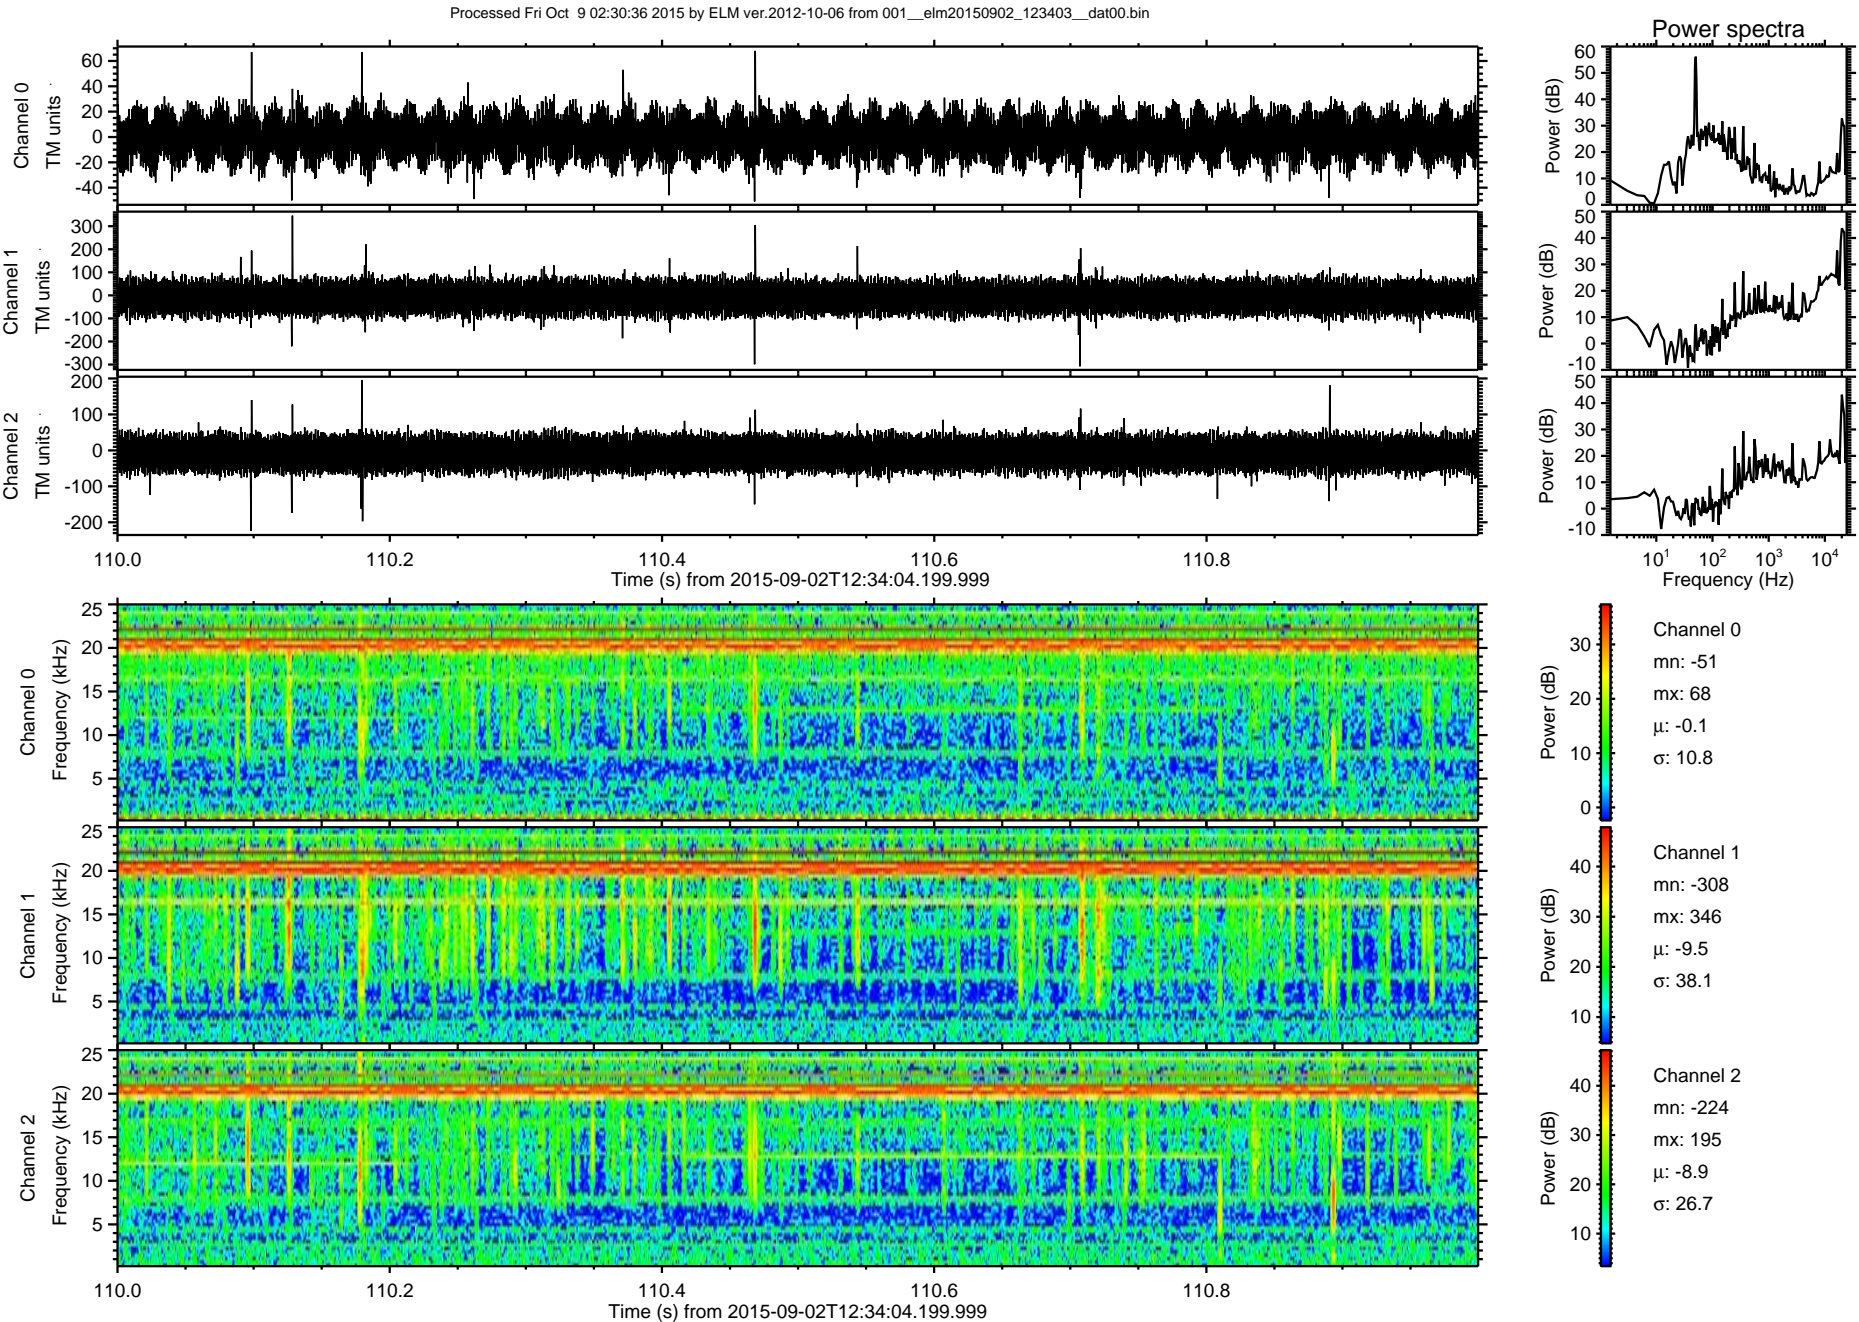 Processed Fri Oct  9 02:30:36 2015 by ELM ver.2012-10-06 from 001__elm20150902_123403__dat00.bin
Power spectra
Channel 0
TM units
60
40
20
0
-20
-40
Power (dB)
60
50
40
30
20
10
0
Channel 1
TM units
300
200
100
0
-100
-200
-300
Power (dB)
50
40
30
20
10
0
-10
Channel 2
TM units
200
100
0
-100
-200
Power (dB)
50
40
30
20
10
0
-10
110.0 110.2 110.4 110.6 110.8
Time (s) from 2015-09-02T12:34:04.199.999
10¹ 10² 10³ 10⁴
Frequency (Hz)
Channel 0
Frequency (kHz)
25
20
15
10
5
Power (dB)
30
20
10
0
Channel 0
mn: -51
mx: 68
μ: -0.1
σ: 10.8
Channel 1
Frequency (kHz)
25
20
15
10
5
Power (dB)
40
30
20
10
Channel 1
mn: -308
mx: 346
μ: -9.5
σ: 38.1
Channel 2
Frequency (kHz)
25
20
15
10
5
Power (dB)
40
30
20
10
Channel 2
mn: -224
mx: 195
μ: -8.9
σ: 26.7
110.0 110.2 110.4 110.6 110.8
Time (s) from 2015-09-02T12:34:04.199.999